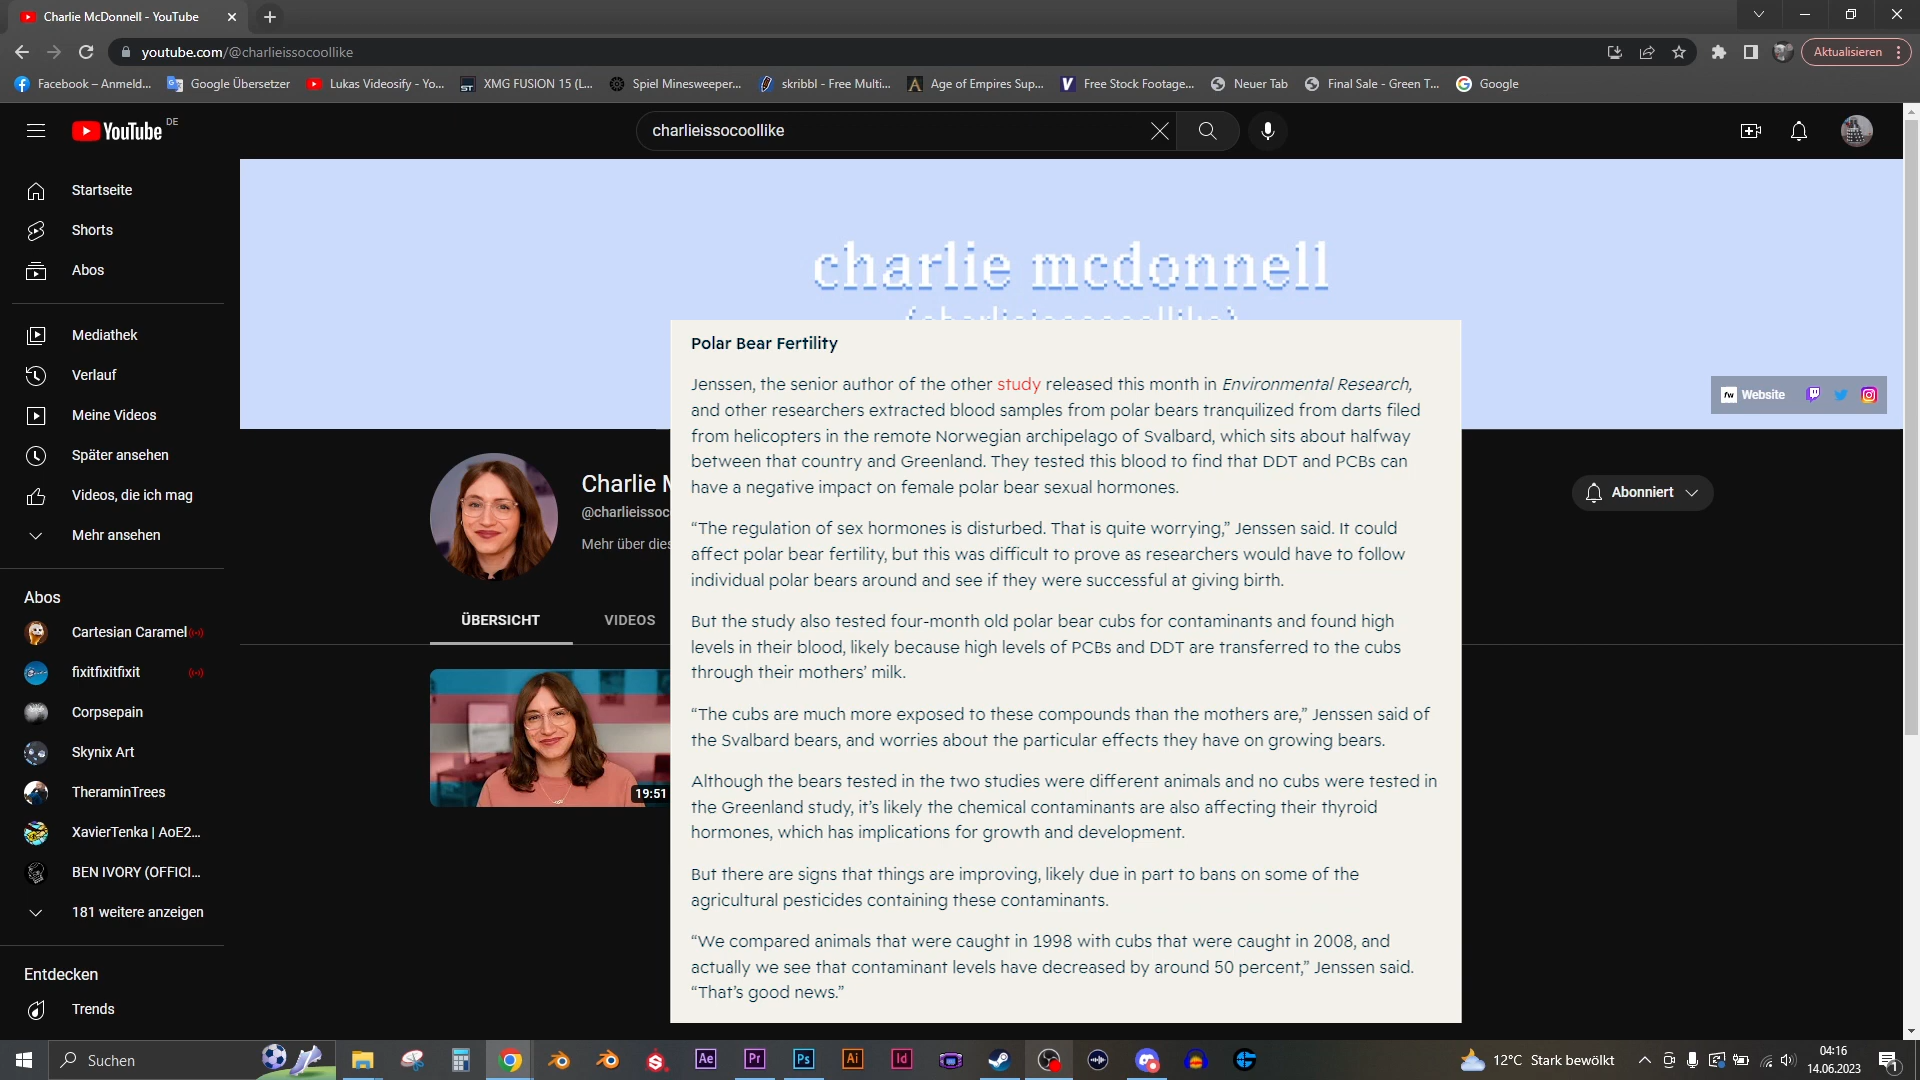 Charlie McDonnell - YouTube
youtube.com/@charlieissocoollike
Aktualisieren
Facebook – Anmeld...
Google Übersetzer
Lukas Videosify - Yo...
XMG FUSION 15 (L...
Spiel Minesweeper...
skribbl - Free Multi...
Age of Empires Sup...
Free Stock Footage...
Neuer Tab
Final Sale - Green T...
Google
YouTube DE
charlieissocoollike
Startseite
Shorts
Abos
Mediathek
Verlauf
Meine Videos
Später ansehen
Videos, die ich mag
Mehr ansehen
Abos
Cartesian Caramel
fixitfixitfixit
Corpsepain
Skynix Art
TheraminTrees
XavierTenka | AoE2...
BEN IVORY (OFFICI...
181 weitere anzeigen
Entdecken
Trends
charlie mcdonnell
Website
Charlie
@charlieissoc
Mehr über dies
Abonniert
ÜBERSICHT
VIDEOS
19:51
Polar Bear Fertility
Jenssen, the senior author of the other study released this month in Environmental Research,
and other researchers extracted blood samples from polar bears tranquilized from darts filed
from helicopters in the remote Norwegian archipelago of Svalbard, which sits about halfway
between that country and Greenland. They tested this blood to find that DDT and PCBs can
have a negative impact on female polar bear sexual hormones.
“The regulation of sex hormones is disturbed. That is quite worrying,” Jenssen said. It could
affect polar bear fertility, but this was difficult to prove as researchers would have to follow
individual polar bears around and see if they were successful at giving birth.
But the study also tested four-month old polar bear cubs for contaminants and found high
levels in their blood, likely because high levels of PCBs and DDT are transferred to the cubs
through their mothers’ milk.
“The cubs are much more exposed to these compounds than the mothers are,” Jenssen said of
the Svalbard bears, and worries about the particular effects they have on growing bears.
Although the bears tested in the two studies were different animals and no cubs were tested in
the Greenland study, it’s likely the chemical contaminants are also affecting their thyroid
hormones, which has implications for growth and development.
But there are signs that things are improving, likely due in part to bans on some of the
agricultural pesticides containing these contaminants.
“We compared animals that were caught in 1998 with cubs that were caught in 2008, and
actually we see that contaminant levels have decreased by around 50 percent,” Jenssen said.
“That’s good news.”
Suchen
Ae
Pr
Ps
Ai
Id
12°C Stark bewölkt
04:16
14.06.2023
1